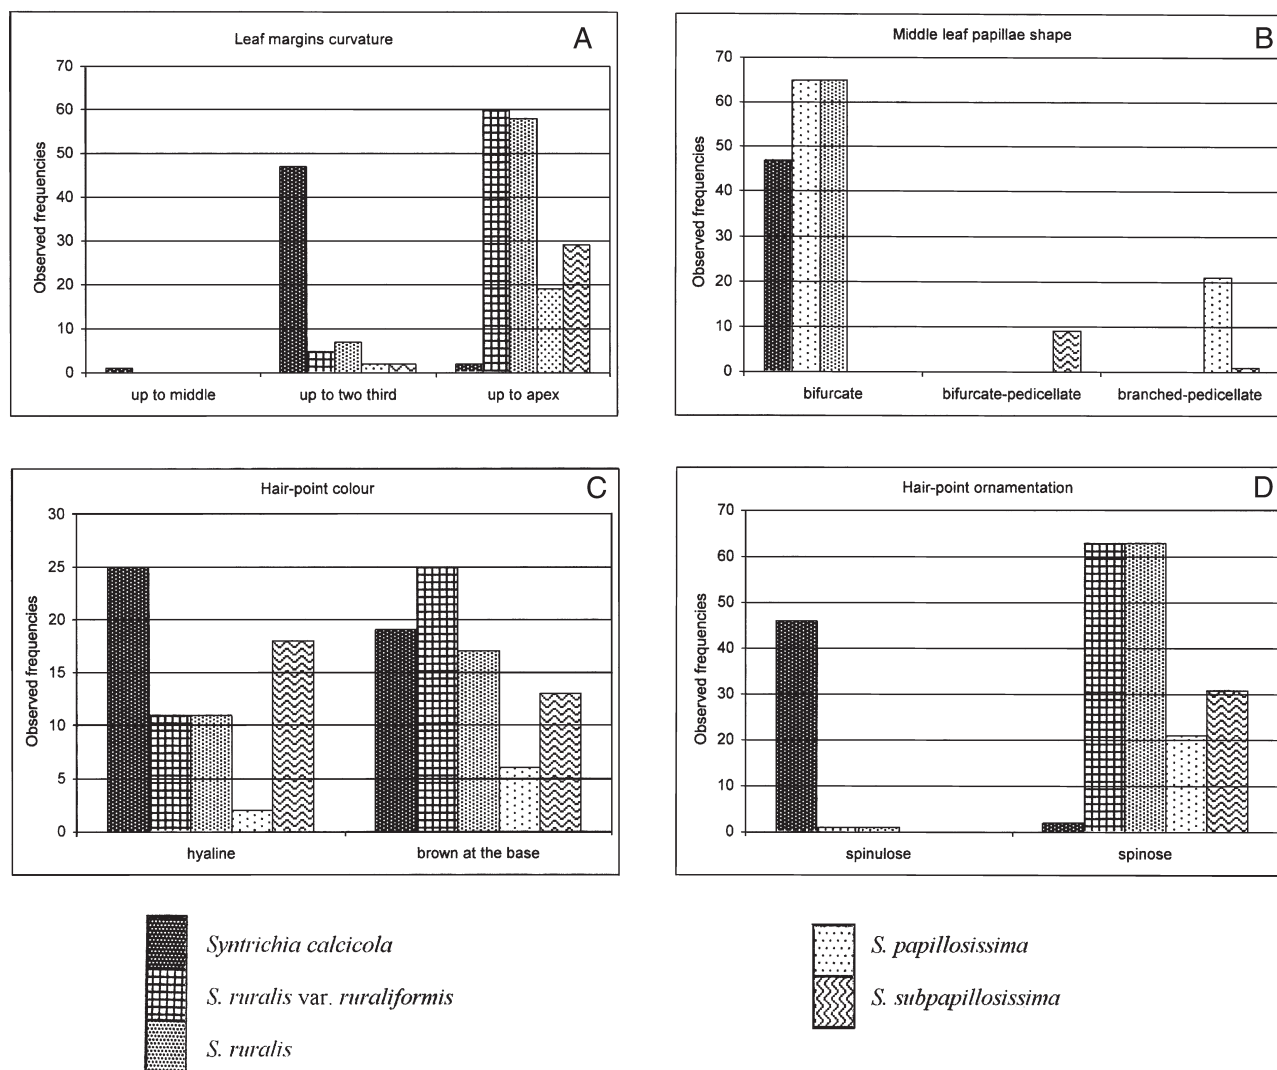 Leaf margins curvature
A
Observed frequencies
70
60
50
40
30
20
10
0
up to middle
up to two third
up to apex
Middle leaf papillae shape
B
Observed frequencies
70
60
50
40
30
20
10
0
bifurcate
bifurcate-pedicellate
branched-pedicellate
Hair-point colour
C
Observed frequencies
30
25
20
15
10
5
0
hyaline
brown at the base
Hair-point ornamentation
D
Observed frequencies
70
60
50
40
30
20
10
0
spinulose
spinose
Syntrichia calcicola
S. ruralis var. ruraliformis
S. ruralis
S. papillosissima
S. subpapillosissima